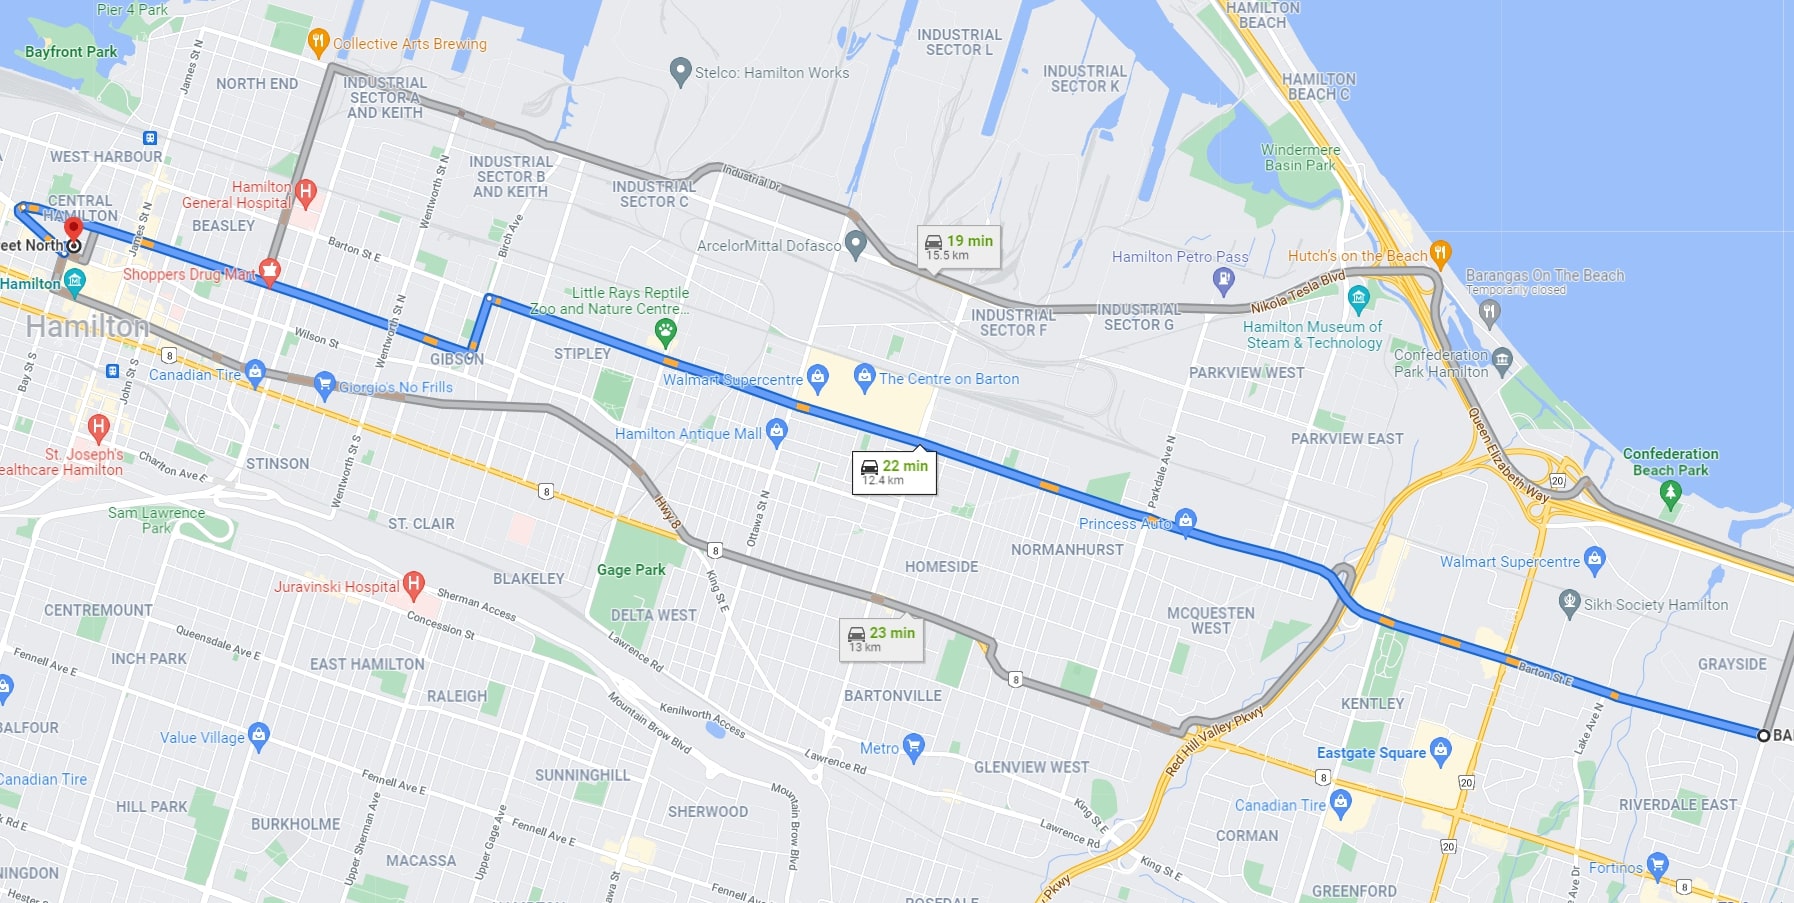 Pier 4 Park
HAMILTON
BEACH
Bayfront Park
James St N
Collective Arts Brewing
INDUSTRIAL
SECTOR L
NORTH END
INDUSTRIAL
SECTOR A
AND KEITH
Stelco: Hamilton Works
INDUSTRIAL
SECTOR K
HAMILTON
BEACH C
WEST HARBOUR
INDUSTRIAL
SECTOR B
AND KEITH
Wentworth St N
Windermere
Basin Park
Hamilton
General Hospital
INDUSTRIAL
SECTOR C
Industrial Dr
CENTRAL
HAMILTON
James St N
BEASLEY
Birch Ave
eet North
Barton St E
ArcelorMittal Dofasco
19 min
15.5 km
Hamilton Petro Pass
Hutch's on the Beach
Barangas On The Beach
Temporarily closed
Shoppers Drug Mart
Hamilton
Nikola Tesla Blvd
Little Rays Reptile
Zoo and Nature Centre...
INDUSTRIAL
SECTOR F
INDUSTRIAL
SECTOR G
Hamilton Museum of
Steam & Technology
Hamilton
Wilson St
Wentworth St N
GIBSON
STIPLEY
Confederation
Park Hamilton
8
Bay St S
John St S
Canadian Tire
Giorgio's No Frills
Walmart Supercentre
The Centre on Barton
PARKVIEW WEST
St. Joseph's
ealthcare Hamilton
Hamilton Antique Mall
PARKVIEW EAST
Queen Elizabeth Way
Charlton Ave E
STINSON
Wentworth St S
22 min
12.4 km
Parkdale Ave N
Confederation
Beach Park
20
8
Hwy 8
Ottawa St N
Sam Lawrence
Park
ST. CLAIR
Princess Auto
8
NORMANHURST
Gage Park
HOMESIDE
Walmart Supercentre
Juravinski Hospital
BLAKELEY
King St E
Sherman Access
Sikh Society Hamilton
CENTREMOUNT
Concession St
DELTA WEST
MCQUESTEN
WEST
23 min
13 km
Queensdale Ave E
Lawrence Rd
Fennell Ave E
INCH PARK
EAST HAMILTON
8
Barton St E
GRAYSIDE
RALEIGH
BARTONVILLE
KENTLEY
Mountain Brow Blvd
Kenilworth Access
Red Hill Valley Pkwy
Lake Ave N
BALFOUR
Value Village
Metro
Lawrence Rd
Eastgate Square
BA
Canadian Tire
Fennell Ave E
SUNNINGHILL
GLENVIEW WEST
8
20
HILL PARK
Upper Sherman Ave
Upper Gage Ave
SHERWOOD
Mountain Brow Blvd
King St E
Canadian Tire
RIVERDALE EAST
Rd E
BURKHOLME
Fennell Ave E
Lawrence Rd
CORMAN
20
MACASSA
King St E
Fortinos
NINGDON
Ottawa St
Fennell Ave
Pkwy
GREENFORD
Lake Ave Dr
8
ROSEDALE
HAMPTON